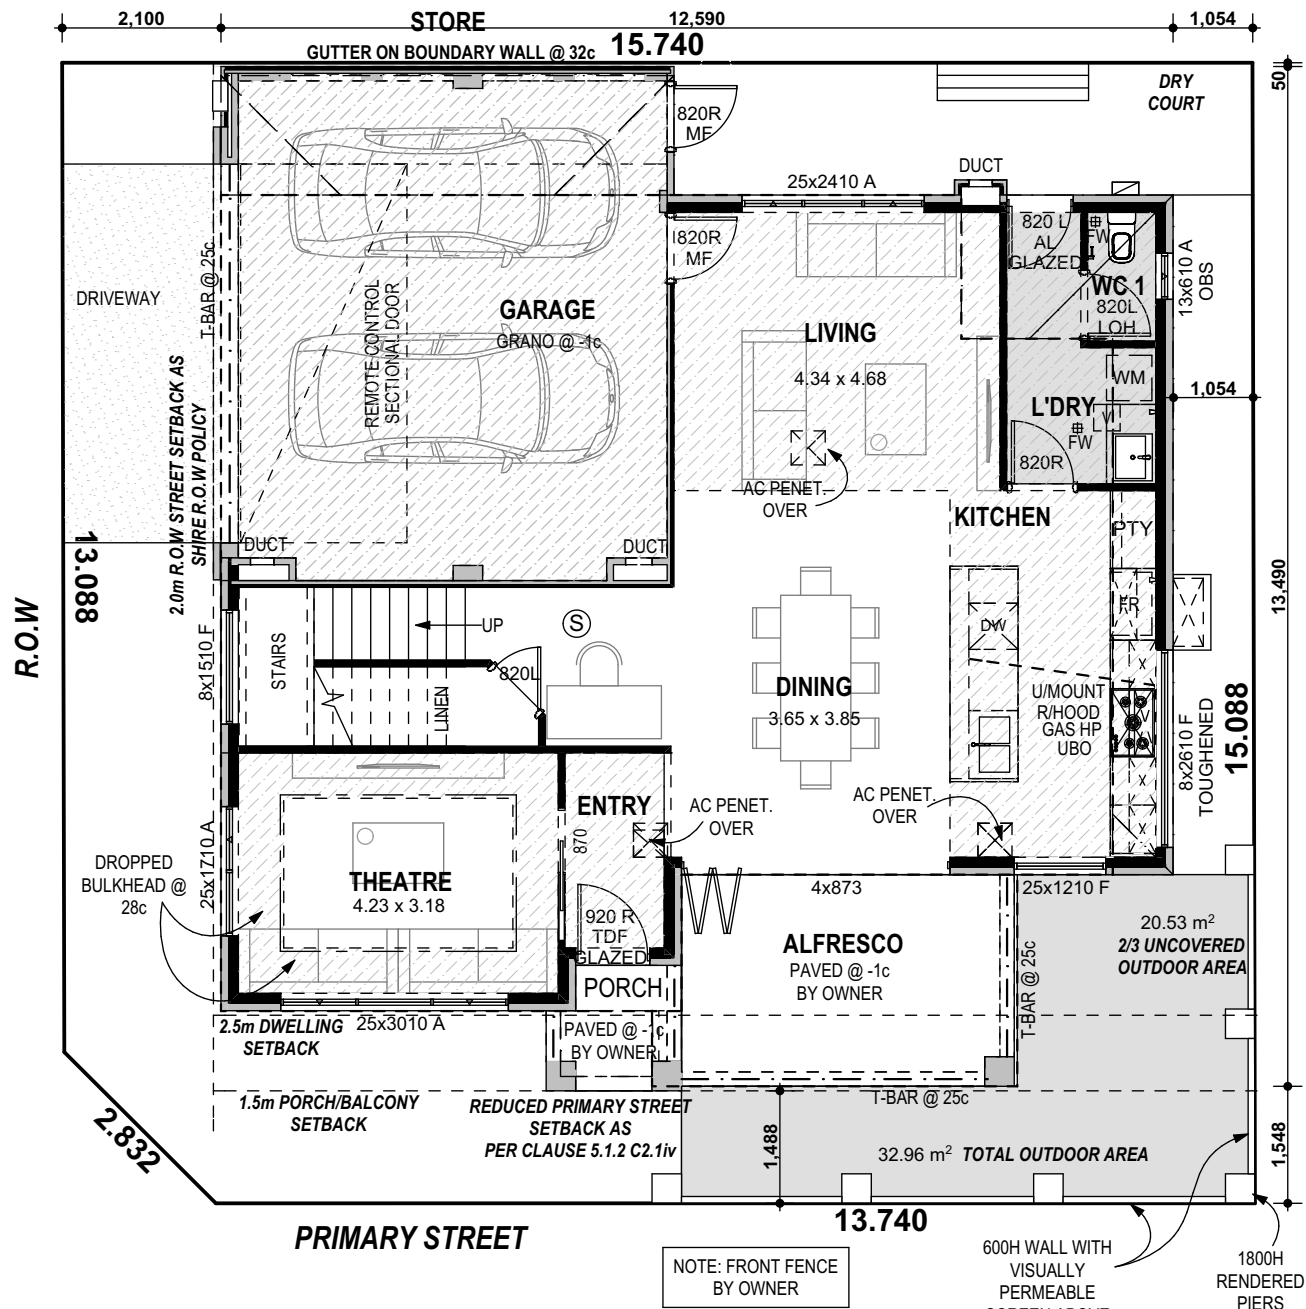 2,100
STORE
12,590
1,054
GUTTER ON BOUNDARY WALL @ 32c
15.740
50
DRY
COURT
820R
MF
DUCT
25x2410 A
820R
MF
820 L
AL
GLAZED
FW
WC 1
820L
LOH
13x610 A
OBS
T-BAR @ 25c
DRIVEWAY
REMOTE CONTROL
SECTIONAL DOOR
GARAGE
GRANO @ -1c
LIVING
4.34 x 4.68
WM
1,054
L'DRY
V
FW
820R
2.0m R.O.W STREET SETBACK AS
SHIRE R.O.W POLICY
AC PENET.
OVER
KITCHEN
PTY
13.088
DUCT
DUCT
13,490
R.O.W
FR
UP
S
DW
8x1510 F
STAIRS
820L
LINEN
DINING
3.65 x 3.85
U/MOUNT
R/HOOD
GAS HP
UBO
V
8x2610 F
TOUGHENED
15.088
ENTRY
AC PENET.
OVER
AC PENET.
OVER
870
25x1710 A
DROPPED
BULKHEAD @
28c
THEATRE
4.23 x 3.18
4x873
25x1210 F
920 R
TDF
GLAZED
ALFRESCO
PAVED @ -1c
BY OWNER
20.53 m²
2/3 UNCOVERED
OUTDOOR AREA
T-BAR @ 25c
PORCH
25x3010 A
PAVED @ -1c
BY OWNER
2.5m DWELLING
SETBACK
1.5m PORCH/BALCONY
SETBACK
REDUCED PRIMARY STREET
SETBACK AS
PER CLAUSE 5.1.2 C2.1iv
T-BAR @ 25c
2.832
1,488
32.96 m² TOTAL OUTDOOR AREA
1,548
PRIMARY STREET
13.740
NOTE: FRONT FENCE
BY OWNER
600H WALL WITH
VISUALLY
PERMEABLE
SCREEN ABOVE
1800H
RENDERED
PIERS